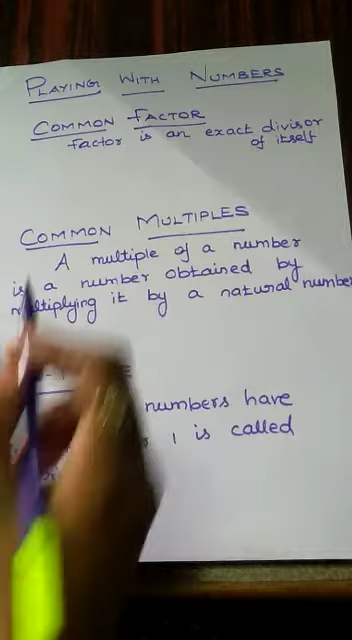 PLAYING WITH NUMBERS
COMMON FACTOR
Factor is an exact divisor
of itself
COMMON MULTIPLES
A multiple of a number
is a number obtained by
multiplying it by a natural number
numbers have
1 is called